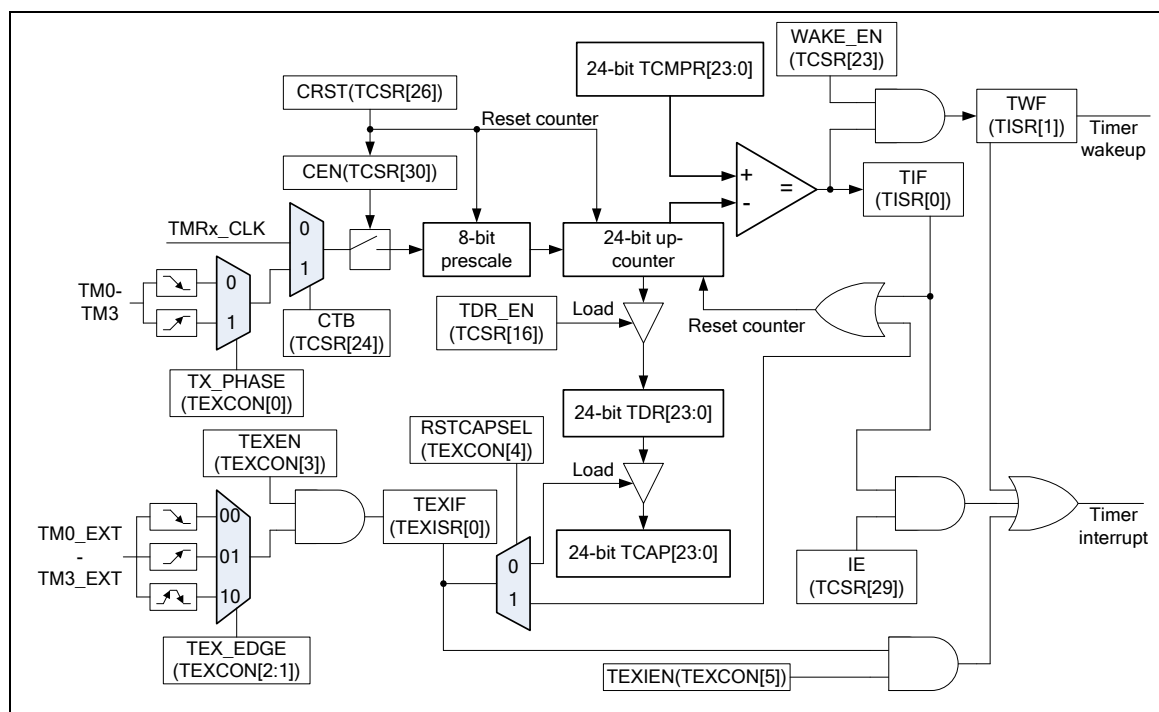 WAKE_EN
(TCSR[23])
24-bit TCMPR[23:0]
CRST(TCSR[26])
Reset counter
TWF
(TISR[1])
Timer
wakeup
CEN(TCSR[30])
+
-
=
TIF
(TISR[0])
TMRx_CLK
0
1
8-bit
prescale
24-bit up-
counter
TM0-
TM3
0
1
CTB
(TCSR[24])
TDR_EN
(TCSR[16])
Load
Reset counter
TX_PHASE
(TEXCON[0])
24-bit TDR[23:0]
RSTCAPSEL
(TEXCON[4])
TEXEN
(TEXCON[3])
Load
TEXIF
(TEXISR[0])
TM0_EXT
-
TM3_EXT
00
01
10
0
1
24-bit TCAP[23:0]
Timer
interrupt
IE
(TCSR[29])
TEX_EDGE
(TEXCON[2:1])
TEXIEN(TEXCON[5])